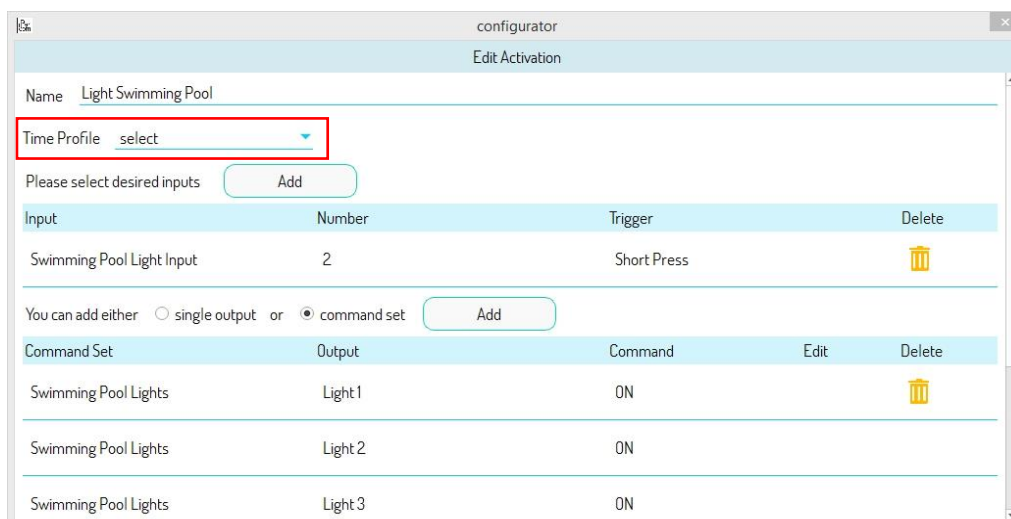 configurator
Edit Activation
Name Light Swimming Pool
Time Profile select
Please select desired inputs Add
Input Number Trigger Delete
Swimming Pool Light Input 2 Short Press
You can add either single output or command set Add
Command Set Output Command Edit Delete
Swimming Pool Lights Light 1 ON
Swimming Pool Lights Light 2 ON
Swimming Pool Lights Light 3 ON